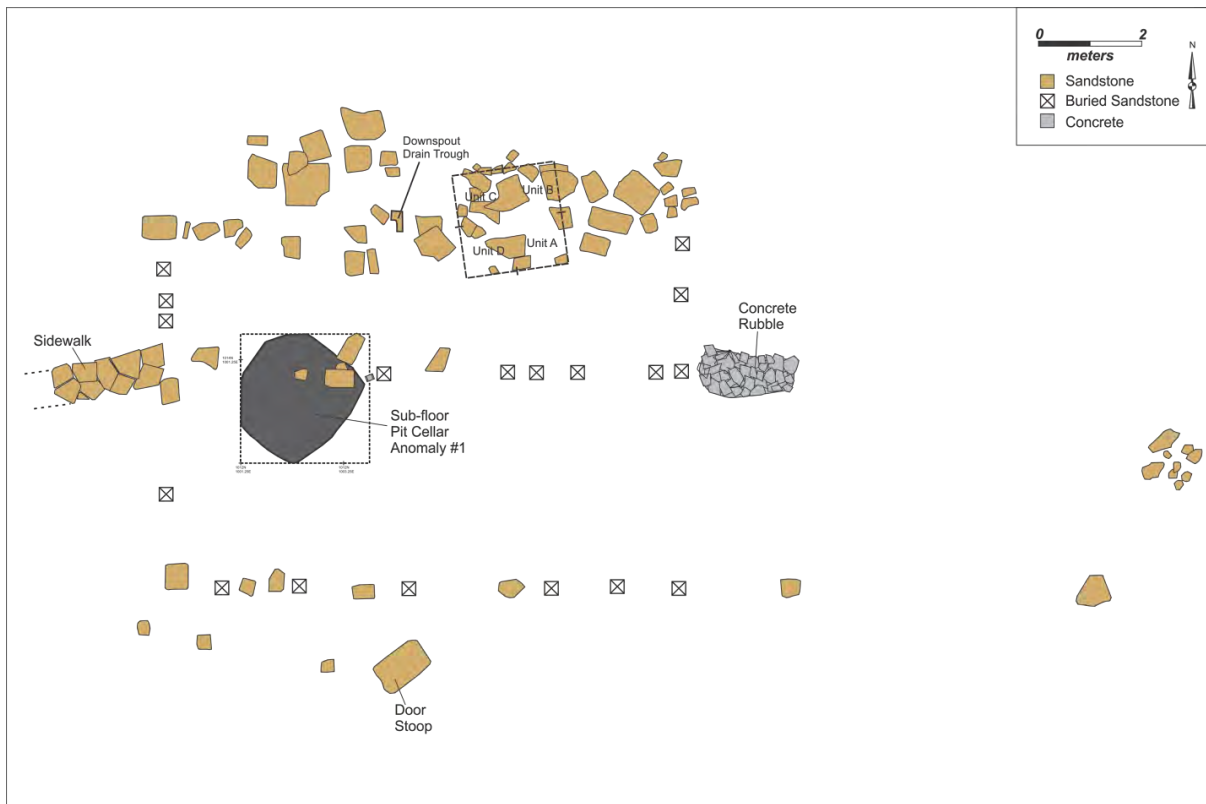 0 2
meters
N
Sandstone
Buried Sandstone
Concrete
Downspout
Drain Trough
Unit C
Unit B
Unit A
Unit D
Sidewalk
Concrete
Rubble
Sub-floor
Pit Cellar
Anomaly #1
Door
Stoop